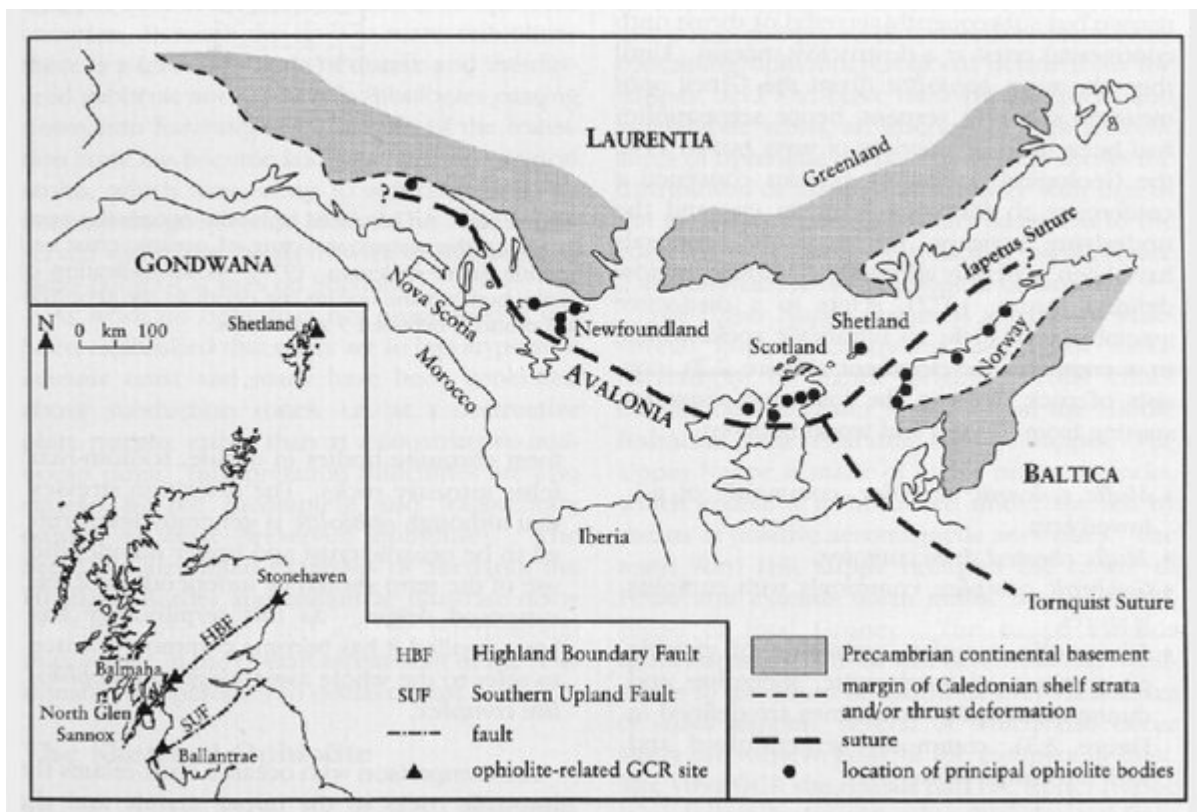 LAURENTIA
Greenland
Iapetus Suture
?
GONDWANA
Nova Scotia
Newfoundland
Shetland
Scotland
Norway
Morocco
AVALONIA
BALTICA
Iberia
Tornquist Suture
N
0 km 100
Shetland
Stonehaven
HBF
Balmaha
North Glen
Sannox
SUF
Ballantrae
HBF Highland Boundary Fault
SUF Southern Upland Fault
fault
ophiolite-related GCR site
Precambrian continental basement
margin of Caledonian shelf strata
and/or thrust deformation
suture
location of principal ophiolite bodies